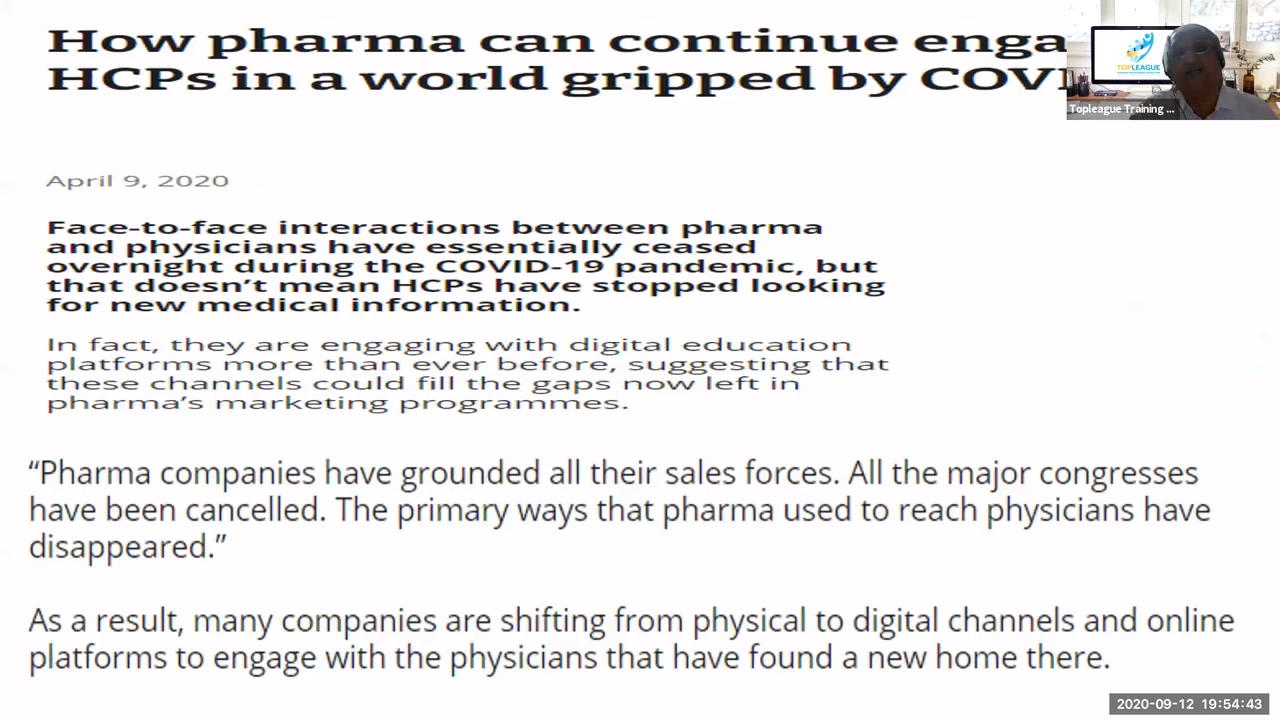 How pharma can continue enga
HCPs in a world gripped by COV
TOPLEAGUE
Topleague Training ...
April 9, 2020
Face-to-face interactions between pharma
and physicians have essentially ceased
overnight during the COVID-19 pandemic, but
that doesn't mean HCPs have stopped looking
for new medical information.
In fact, they are engaging with digital education
platforms more than ever before, suggesting that
these channels could fill the gaps now left in
pharma's marketing programmes.
“Pharma companies have grounded all their sales forces. All the major congresses
have been cancelled. The primary ways that pharma used to reach physicians have
disappeared.”
As a result, many companies are shifting from physical to digital channels and online
platforms to engage with the physicians that have found a new home there.
2020-09-12 19:54:43